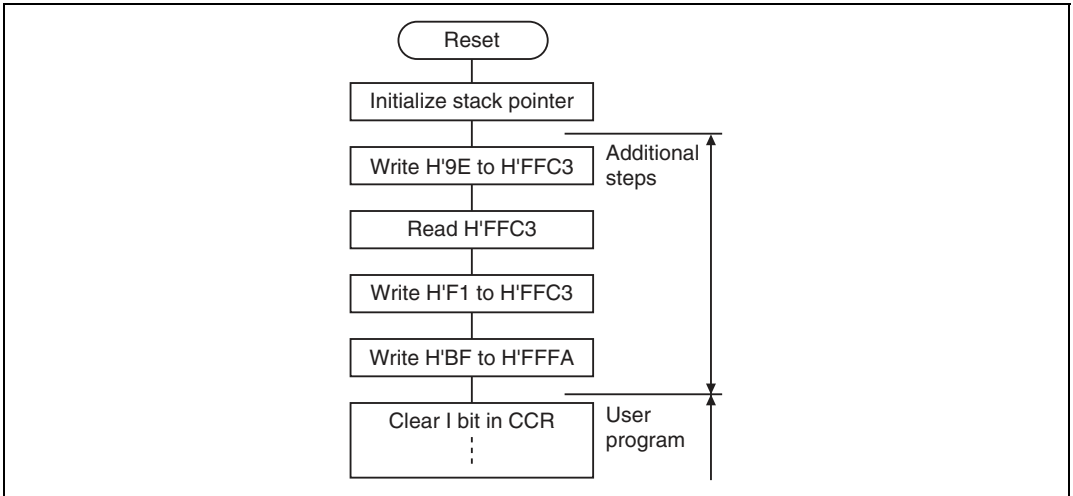 Reset
Initialize stack pointer
Write H'9E to H'FFC3
Additional
steps
Read H'FFC3
Write H'F1 to H'FFC3
Write H'BF to H'FFFA
Clear I bit in CCR
User
program